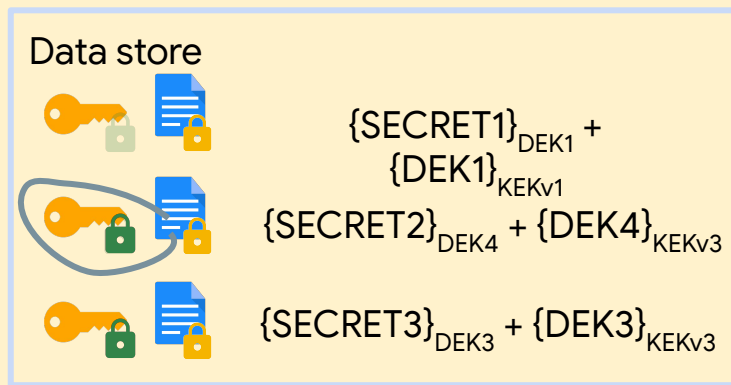 Data store
{SECRET1}DEK1 +
{DEK1}KEKv1
{SECRET2}DEK4 + {DEK4}KEKv3
{SECRET3}DEK3 + {DEK3}KEKv3